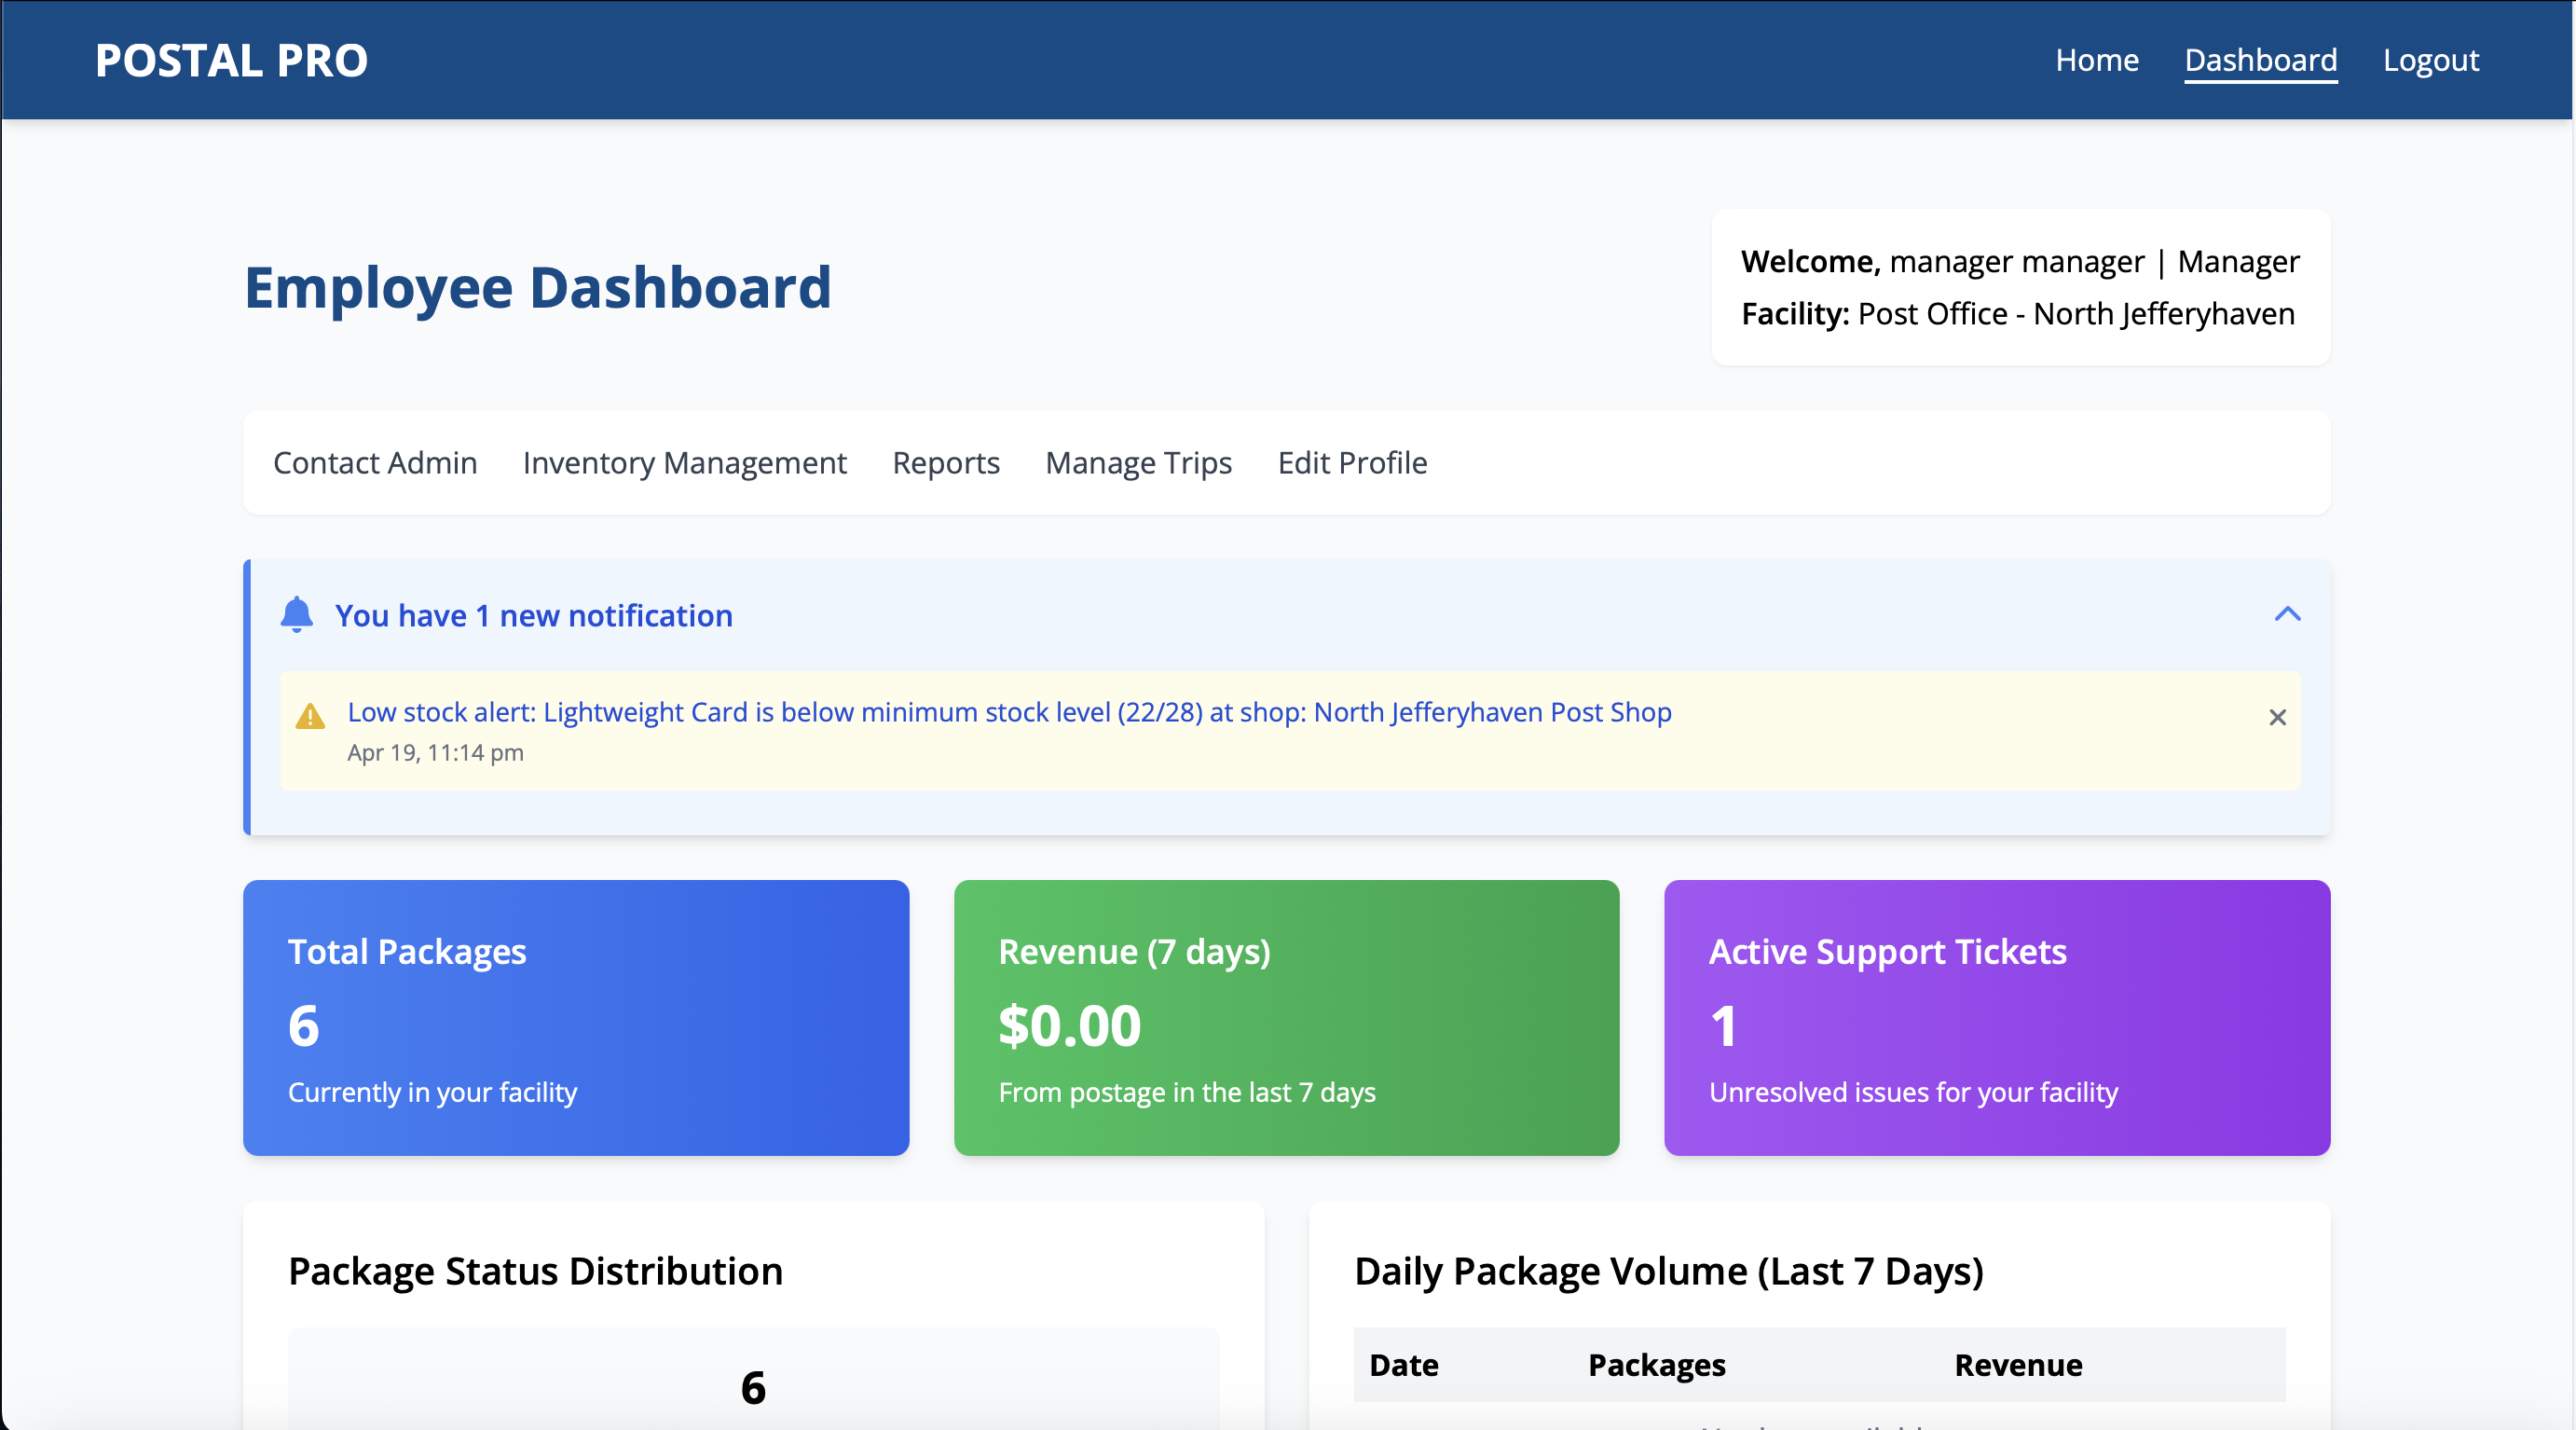 POSTAL PRO
Home Dashboard Logout
Employee Dashboard
Welcome, manager manager | Manager
Facility: Post Office - North Jefferyhaven
Contact Admin Inventory Management Reports Manage Trips Edit Profile
You have 1 new notification
Low stock alert: Lightweight Card is below minimum stock level (22/28) at shop: North Jefferyhaven Post Shop
Apr 19, 11:14 pm
Total Packages
6
Currently in your facility
Revenue (7 days)
$0.00
From postage in the last 7 days
Active Support Tickets
1
Unresolved issues for your facility
Package Status Distribution
6
Daily Package Volume (Last 7 Days)
Date Packages Revenue